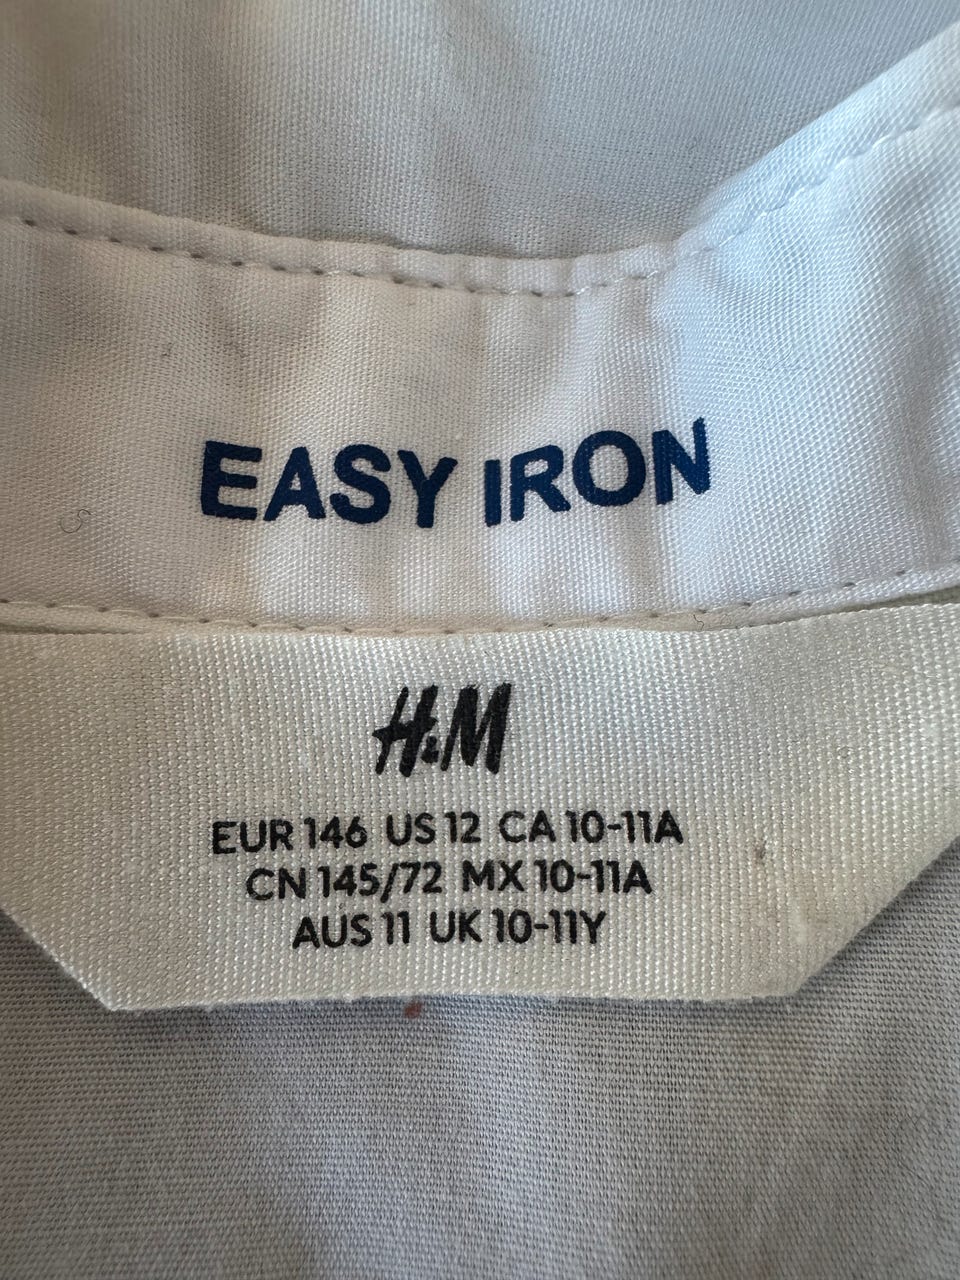 EASY IRON
H&M
EUR 146 US 12 CA 10-11A
CN 145/72 MX 10-11A
AUS 11 UK 10-11Y